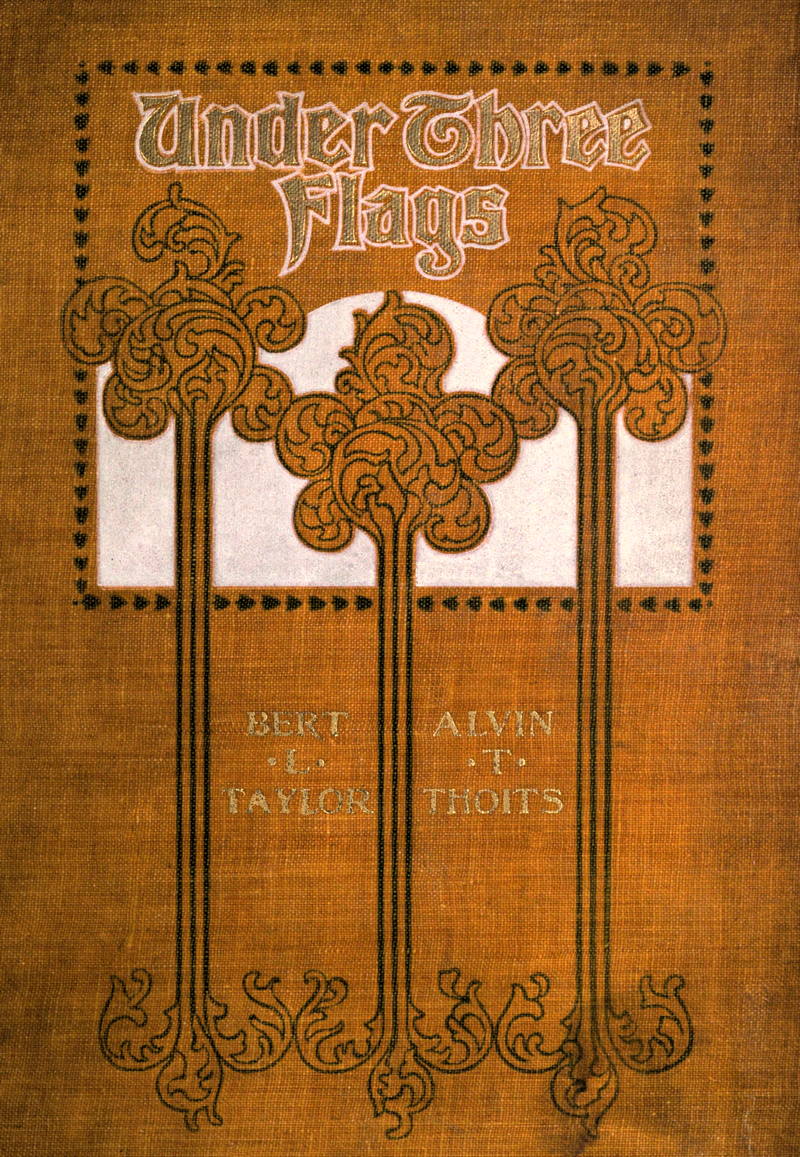 Under Three
Flags
BERT
·L·
TAYLOR
ALVIN
·T·
THOITS